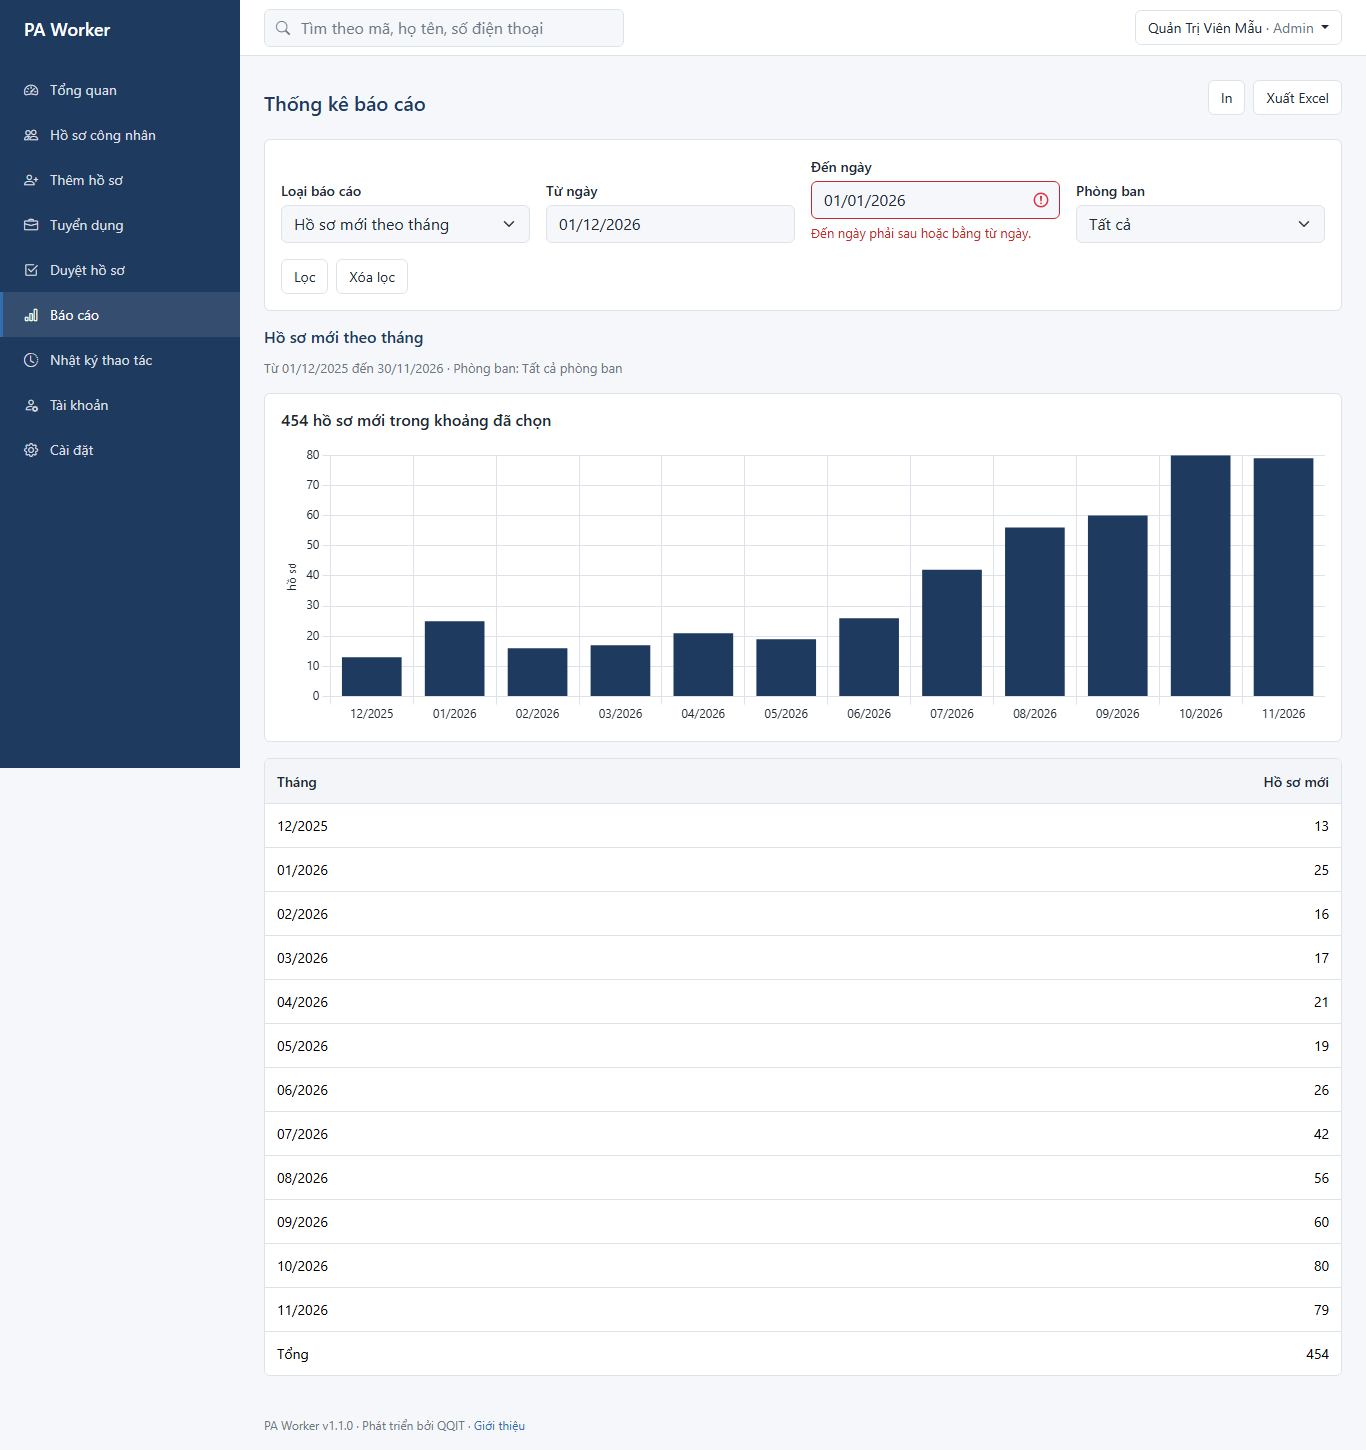 PA Worker
Tổng quan
Hồ sơ công nhân
Thêm hồ sơ
Tuyển dụng
Duyệt hồ sơ
Báo cáo
Nhật ký thao tác
Tài khoản
Cài đặt
Tìm theo mã, họ tên, số điện thoại
Quản Trị Viên Mẫu · Admin
Thống kê báo cáo
In
Xuất Excel
Loại báo cáo
Hồ sơ mới theo tháng
Từ ngày
01/12/2026
Đến ngày
01/01/2026
Đến ngày phải sau hoặc bằng từ ngày.
Phòng ban
Tất cả
Lọc
Xóa lọc
Hồ sơ mới theo tháng
Từ 01/12/2025 đến 30/11/2026 · Phòng ban: Tất cả phòng ban
454 hồ sơ mới trong khoảng đã chọn
hồ sơ
80
70
60
50
40
30
20
10
0
12/2025 01/2026 02/2026 03/2026 04/2026 05/2026 06/2026 07/2026 08/2026 09/2026 10/2026 11/2026
Tháng Hồ sơ mới
12/2025 13
01/2026 25
02/2026 16
03/2026 17
04/2026 21
05/2026 19
06/2026 26
07/2026 42
08/2026 56
09/2026 60
10/2026 80
11/2026 79
Tổng 454
PA Worker v1.1.0 · Phát triển bởi QQIT · Giới thiệu